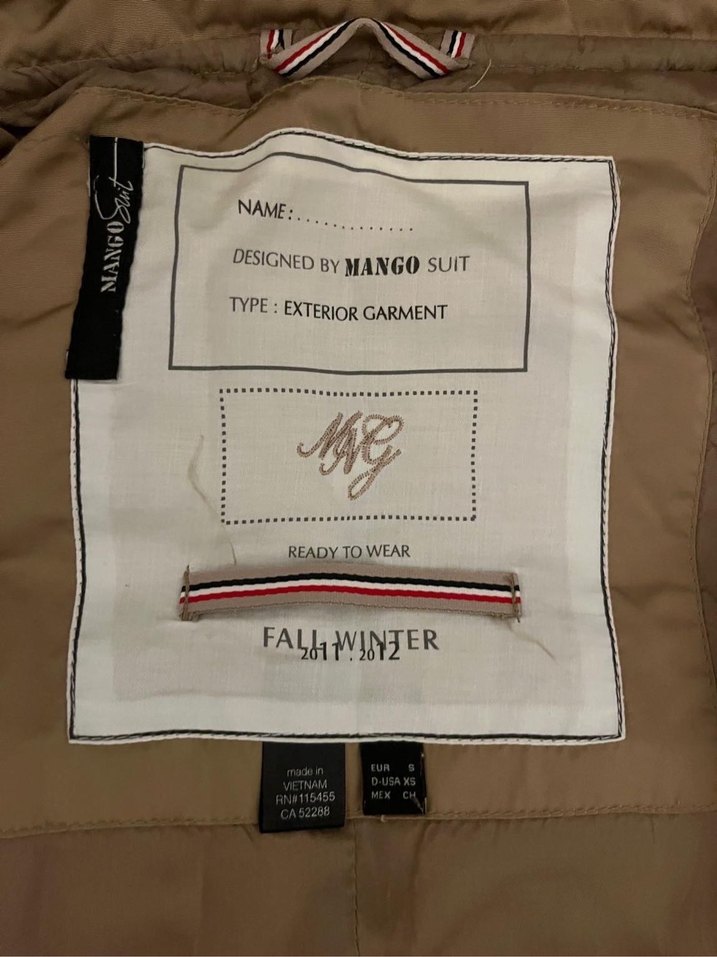 MANGO Suit
NAME:.............
DESIGNED BY MANGO SUIT
TYPE : EXTERIOR GARMENT
MNG
READY TO WEAR
FALL WINTER
2011 . 2012
made in
VIETNAM
RN#115455
CA 52288
EUR S
D-USA XS
MEX CH